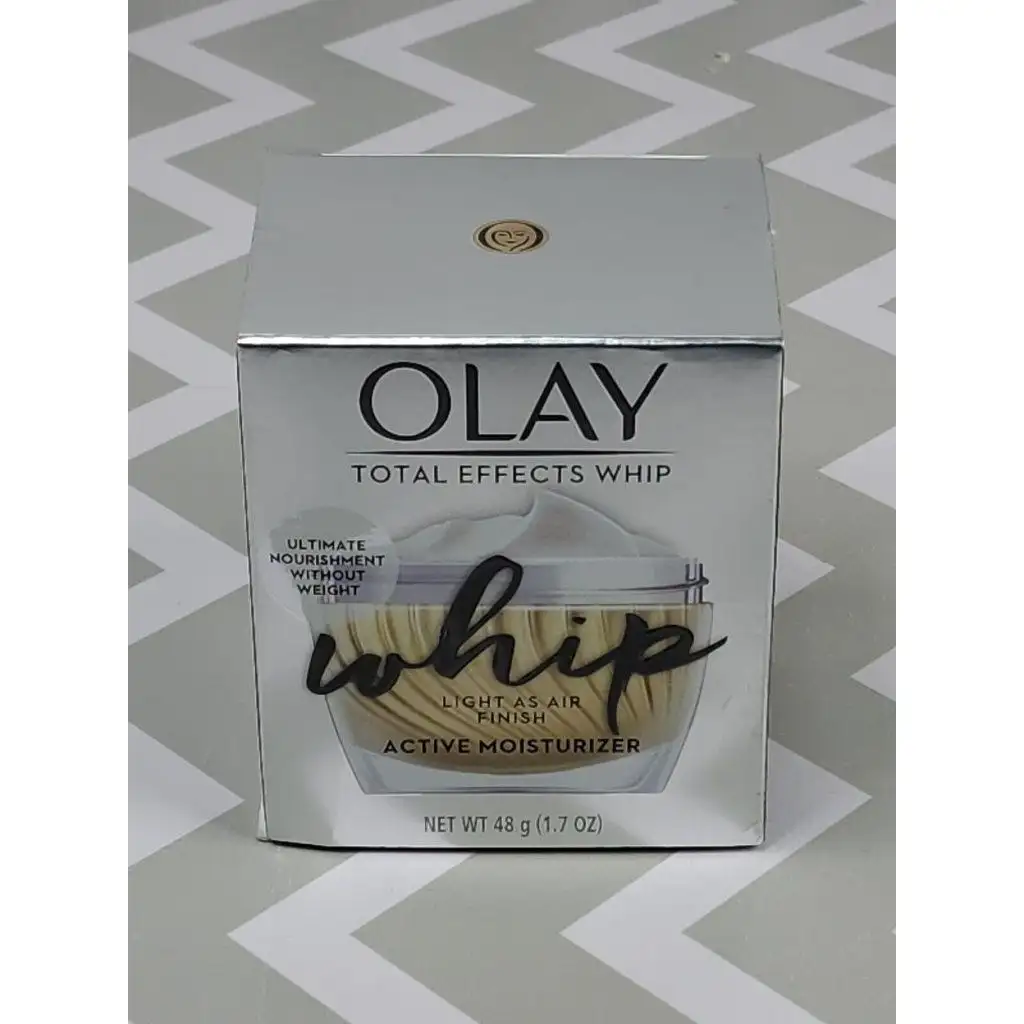 OLAY
TOTAL EFFECTS WHIP
ULTIMATE
NOURISHMENT
WITHOUT
WEIGHT
whip
LIGHT AS AIR
FINISH
ACTIVE MOISTURIZER
NET WT 48 g (1.7 OZ)